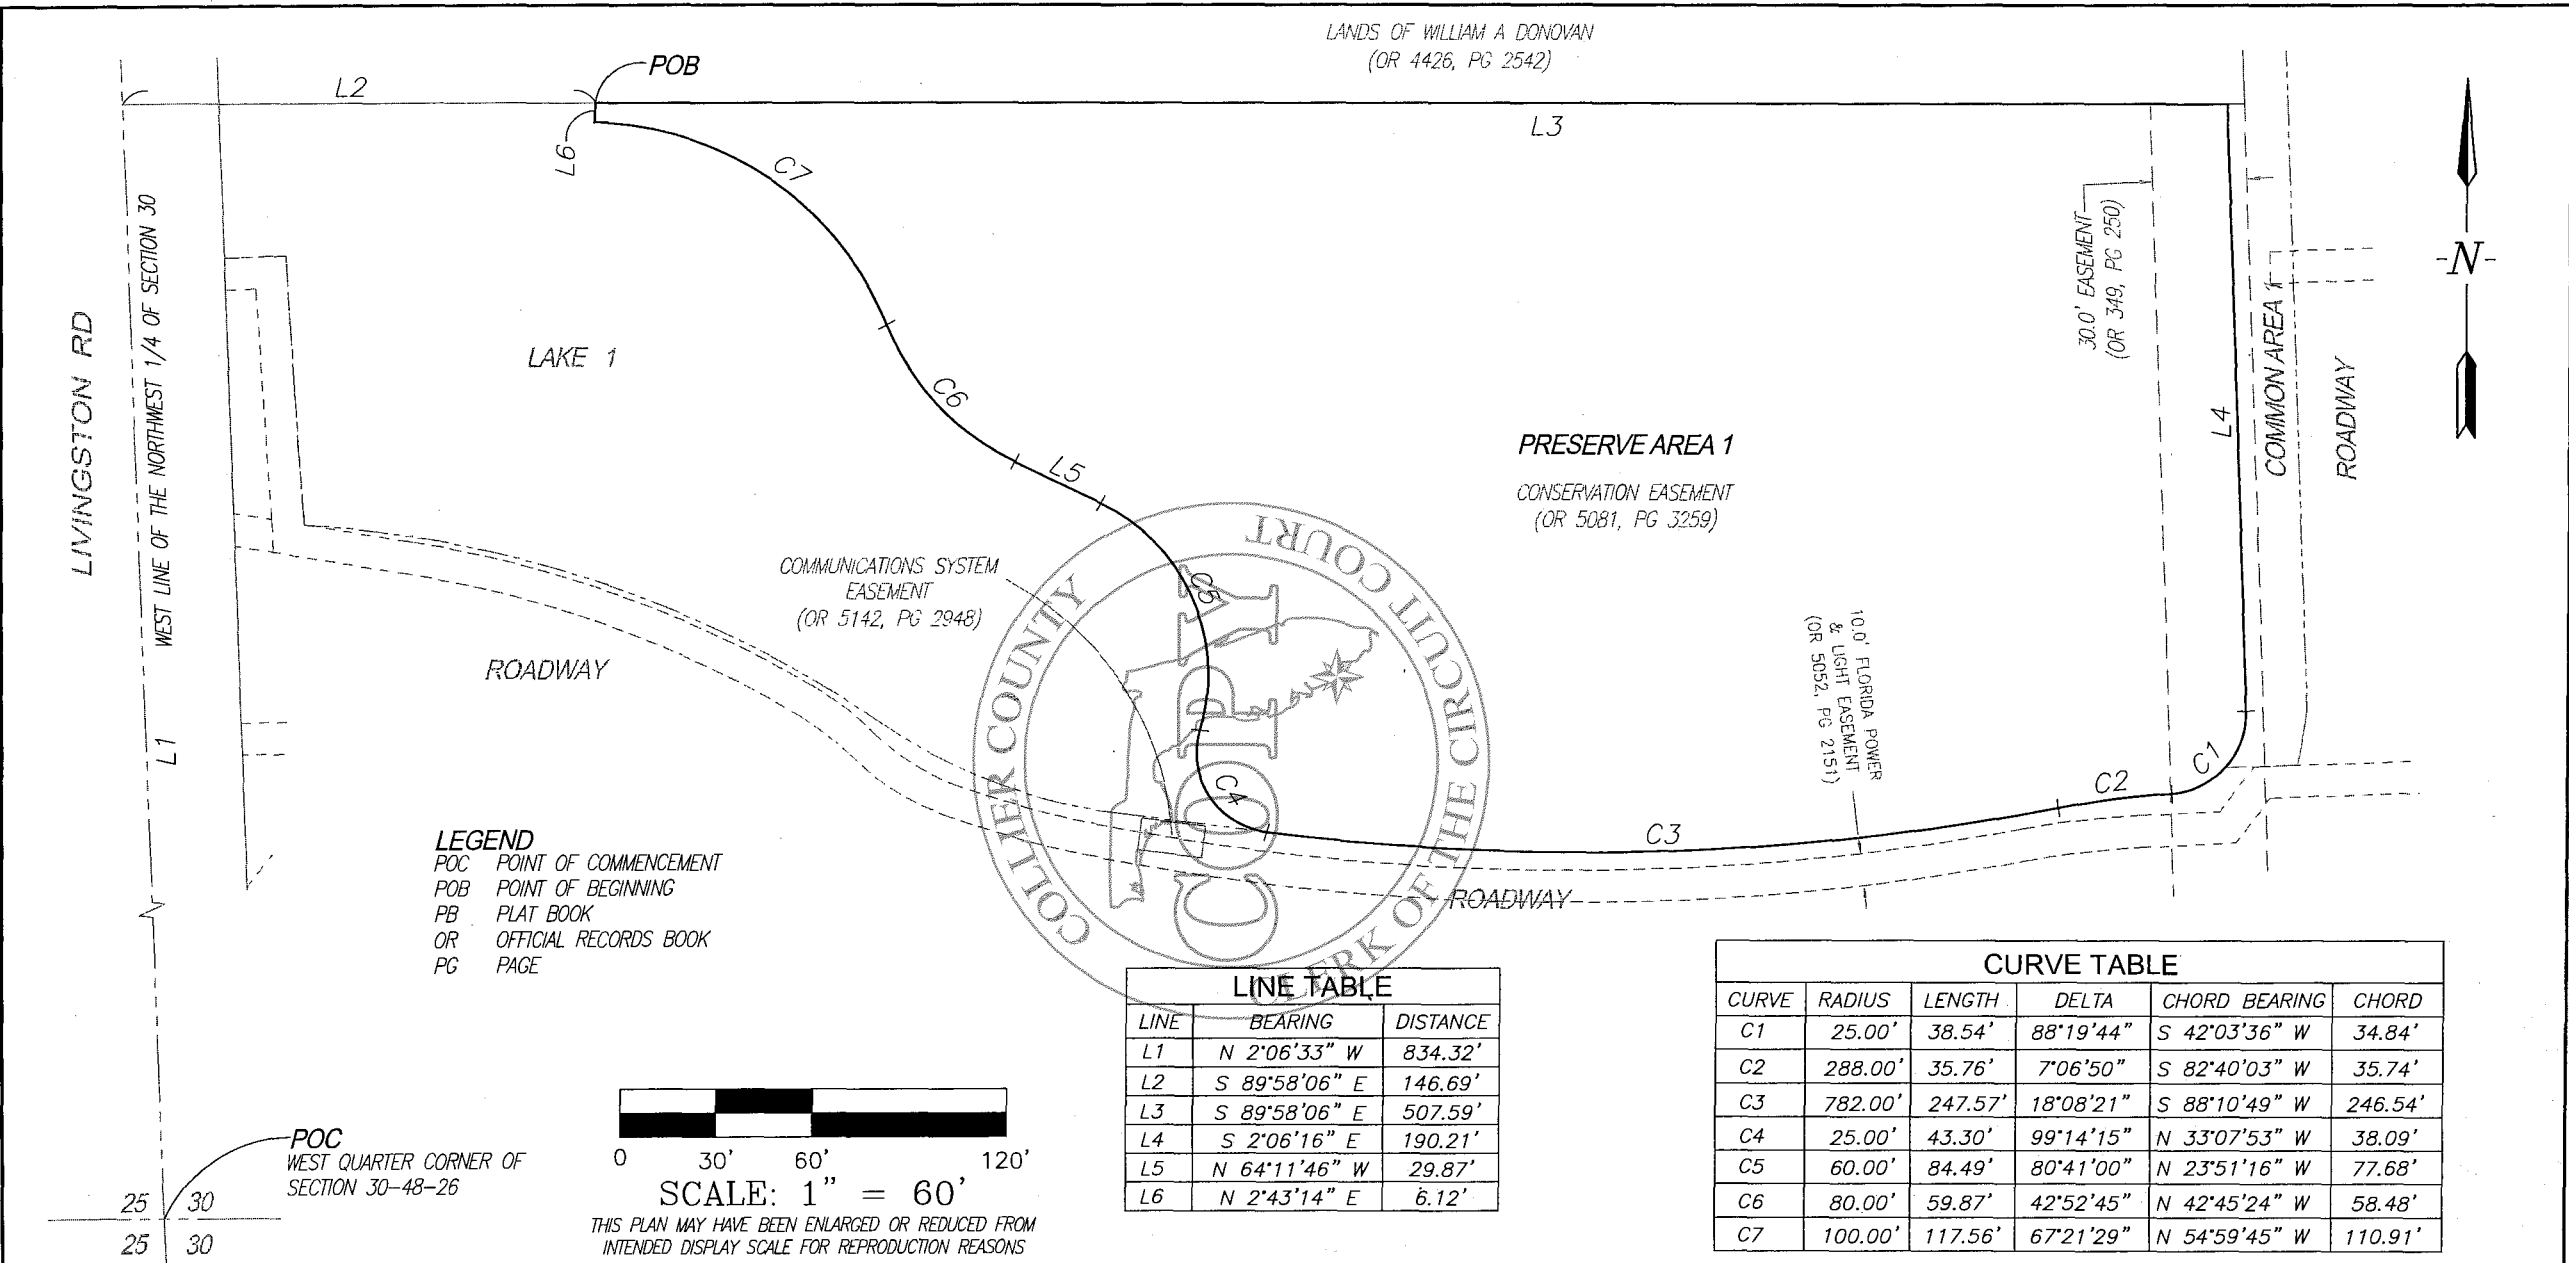 LANDS OF WILLIAM A DONOVAN
(OR 4426, PG 2542)
POB
L2
L3
L6
C7
LIVINGSTON RD
WEST LINE OF THE NORTHWEST 1/4 OF SECTION 30
L1
LAKE 1
C6
L5
30.0' EASEMENT
(OR 349, PG 250)
-N-
L4
COMMON AREA 1
ROADWAY
PRESERVE AREA 1
CONSERVATION EASEMENT
(OR 5081, PG 3259)
COMMUNICATIONS SYSTEM
EASEMENT
(OR 5142, PG 2948)
C5
ROADWAY
10.0' FLORIDA POWER
& LIGHT EASEMENT
(OR 5052, PG 2151)
C4
C3
C2
C1
ROADWAY
COLLIER COUNTY
CLERK OF THE CIRCUIT COURT
COPY
LEGEND
POC POINT OF COMMENCEMENT
POB POINT OF BEGINNING
PB PLAT BOOK
OR OFFICIAL RECORDS BOOK
PG PAGE
POC
WEST QUARTER CORNER OF
SECTION 30-48-26
25 30
25 30
0 30' 60' 120'
SCALE: 1" = 60'
THIS PLAN MAY HAVE BEEN ENLARGED OR REDUCED FROM
INTENDED DISPLAY SCALE FOR REPRODUCTION REASONS
LINE TABLE
LINE BEARING DISTANCE
L1 N 2°06'33" W 834.32'
L2 S 89°58'06" E 146.69'
L3 S 89°58'06" E 507.59'
L4 S 2°06'16" E 190.21'
L5 N 64°11'46" W 29.87'
L6 N 2°43'14" E 6.12'
CURVE TABLE
CURVE RADIUS LENGTH DELTA CHORD BEARING CHORD
C1 25.00' 38.54' 88°19'44" S 42°03'36" W 34.84'
C2 288.00' 35.76' 7°06'50" S 82°40'03" W 35.74'
C3 782.00' 247.57' 18°08'21" S 88°10'49" W 246.54'
C4 25.00' 43.30' 99°14'15" N 33°07'53" W 38.09'
C5 60.00' 84.49' 80°41'00" N 23°51'16" W 77.68'
C6 80.00' 59.87' 42°52'45" N 42°45'24" W 58.48'
C7 100.00' 117.56' 67°21'29" N 54°59'45" W 110.91'